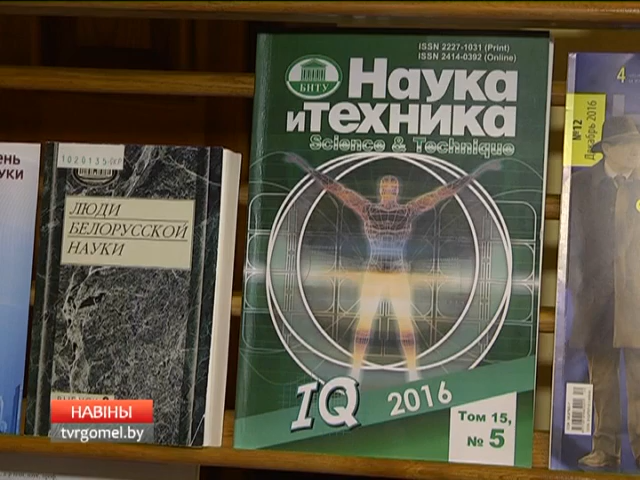 ISSN 2227-1031 (Print)
ISSN 2414-0392 (Online)
БНТУ
Наука
и техника
Science & Technique
IQ
2016
Том 15,
№ 5
ЛЮДИ
БЕЛОРУССКОЙ
НАУКИ
4
№12
Декабрь 2016
НАВІНЫ
tvrgomel.by